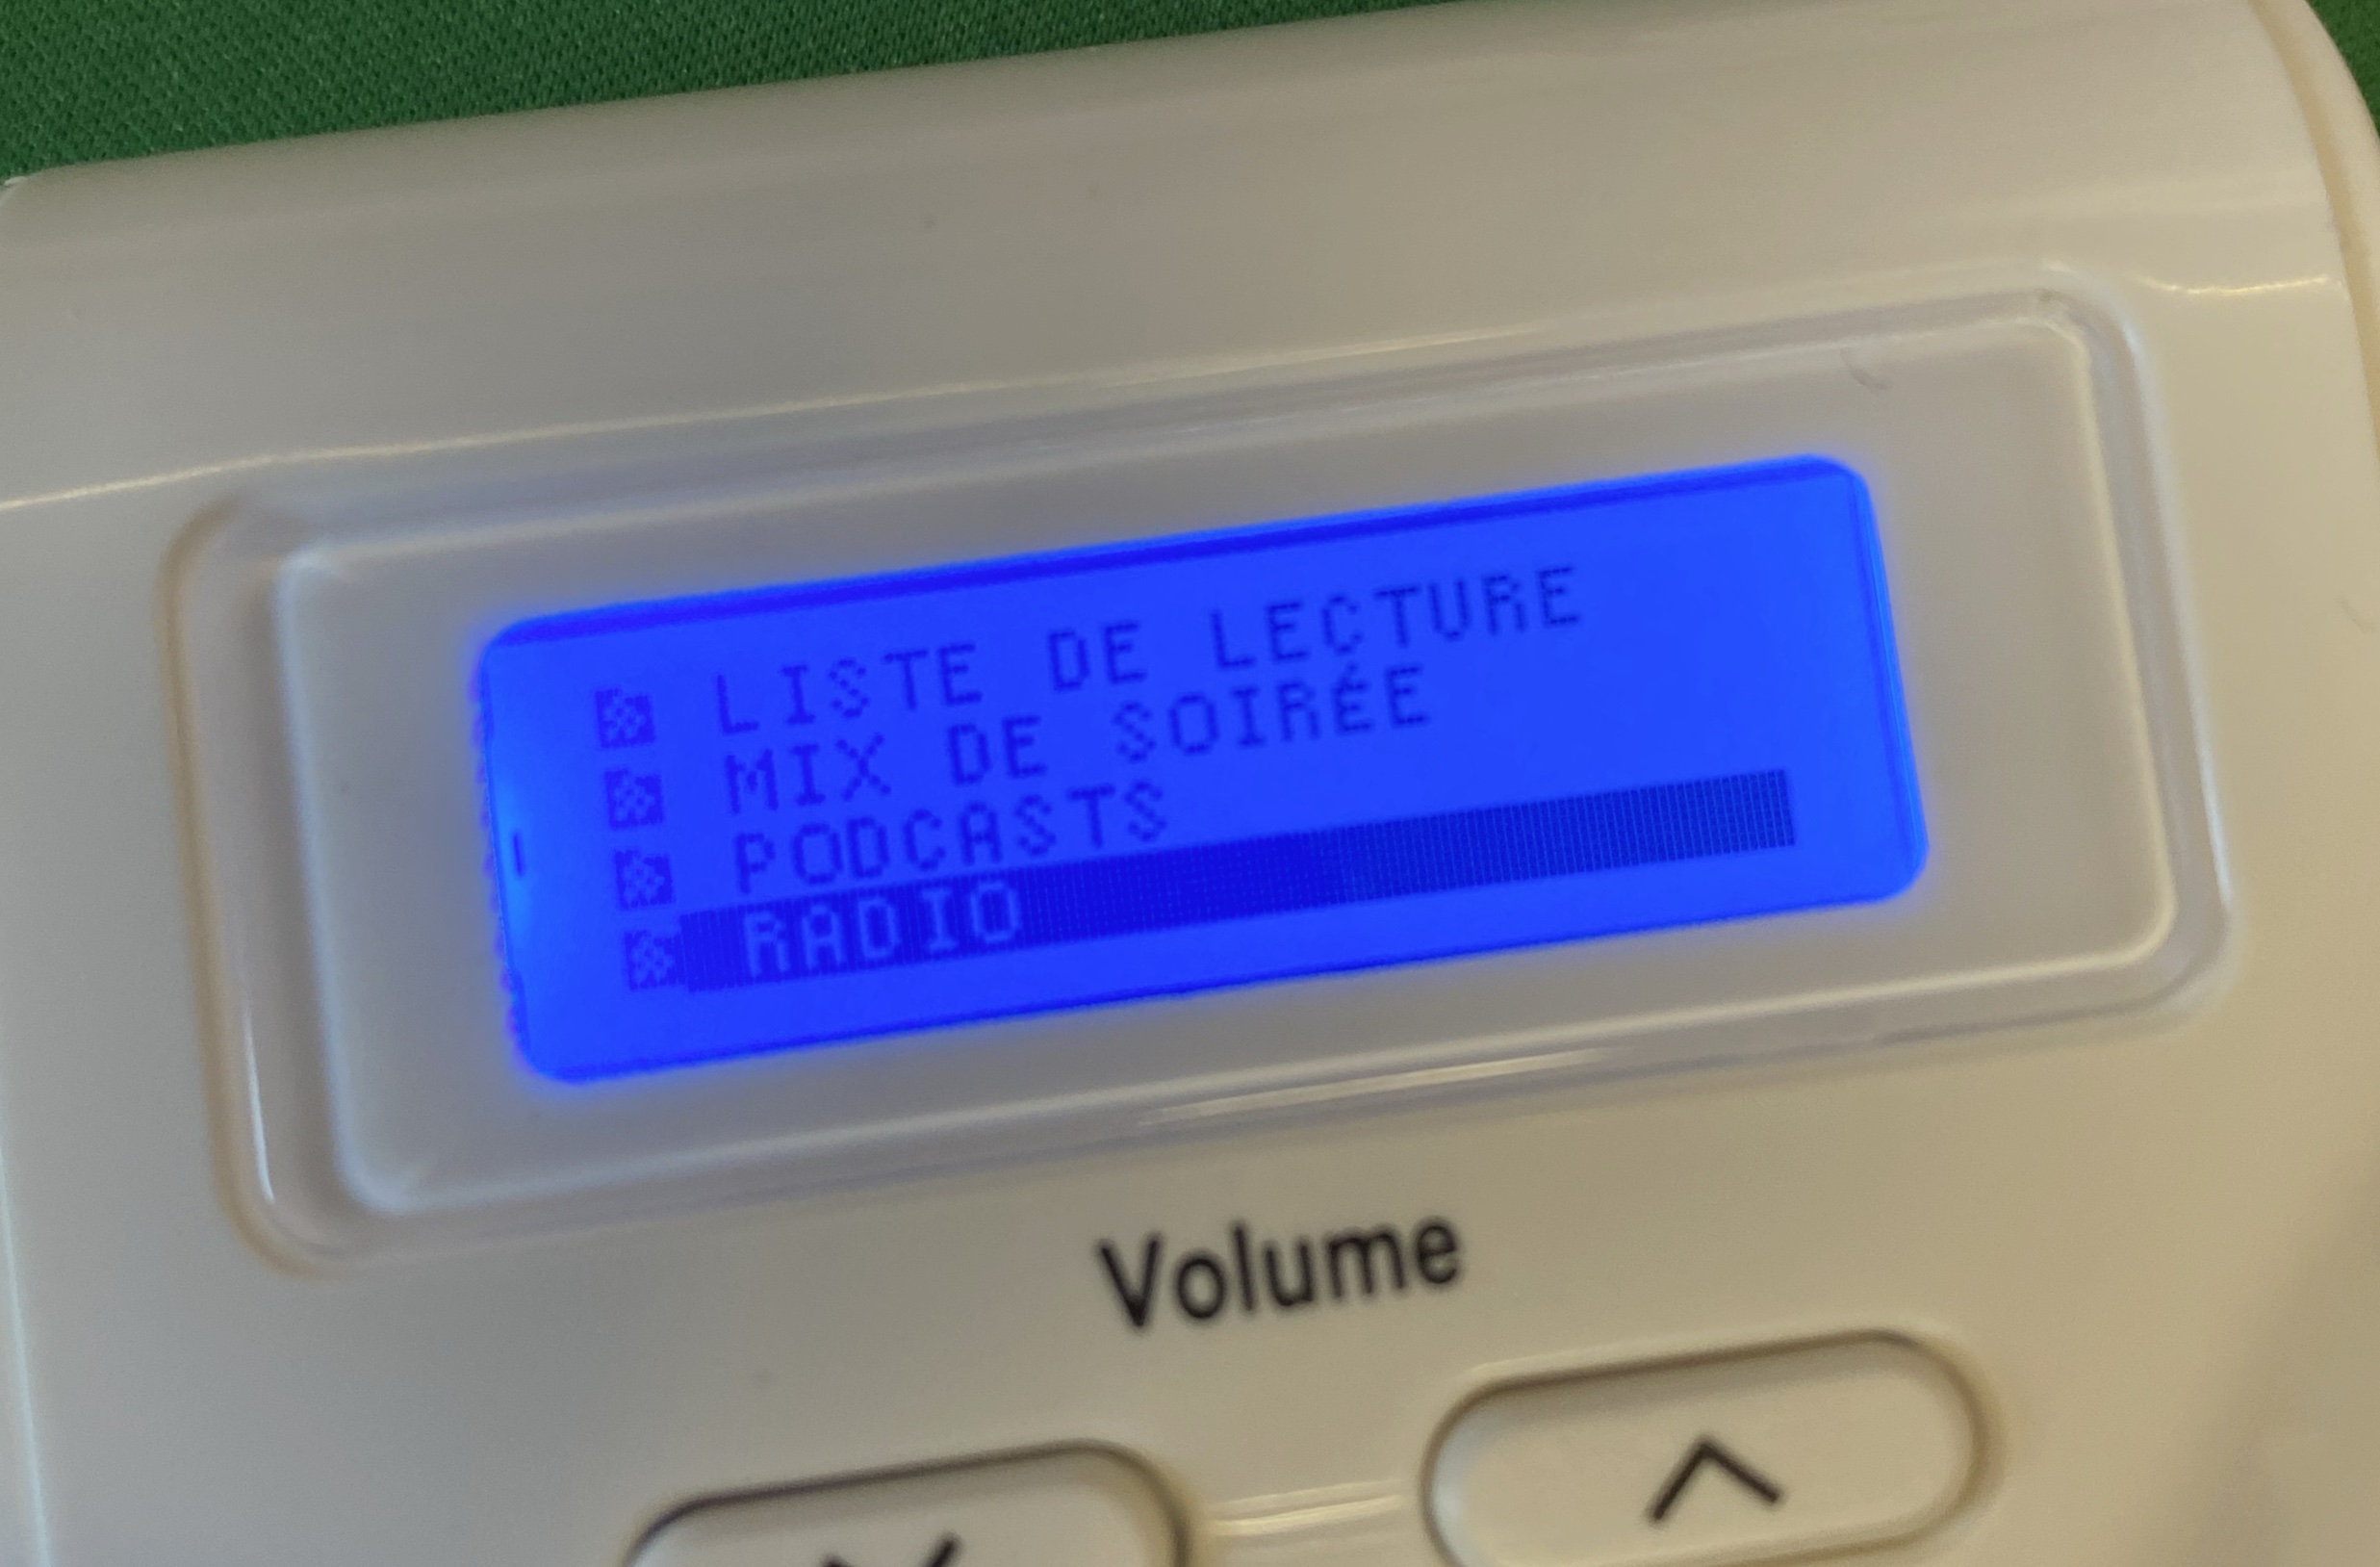 LISTE DE LECTURE
MIX DE SOIRÉE
PODCASTS
RADIO
Volume